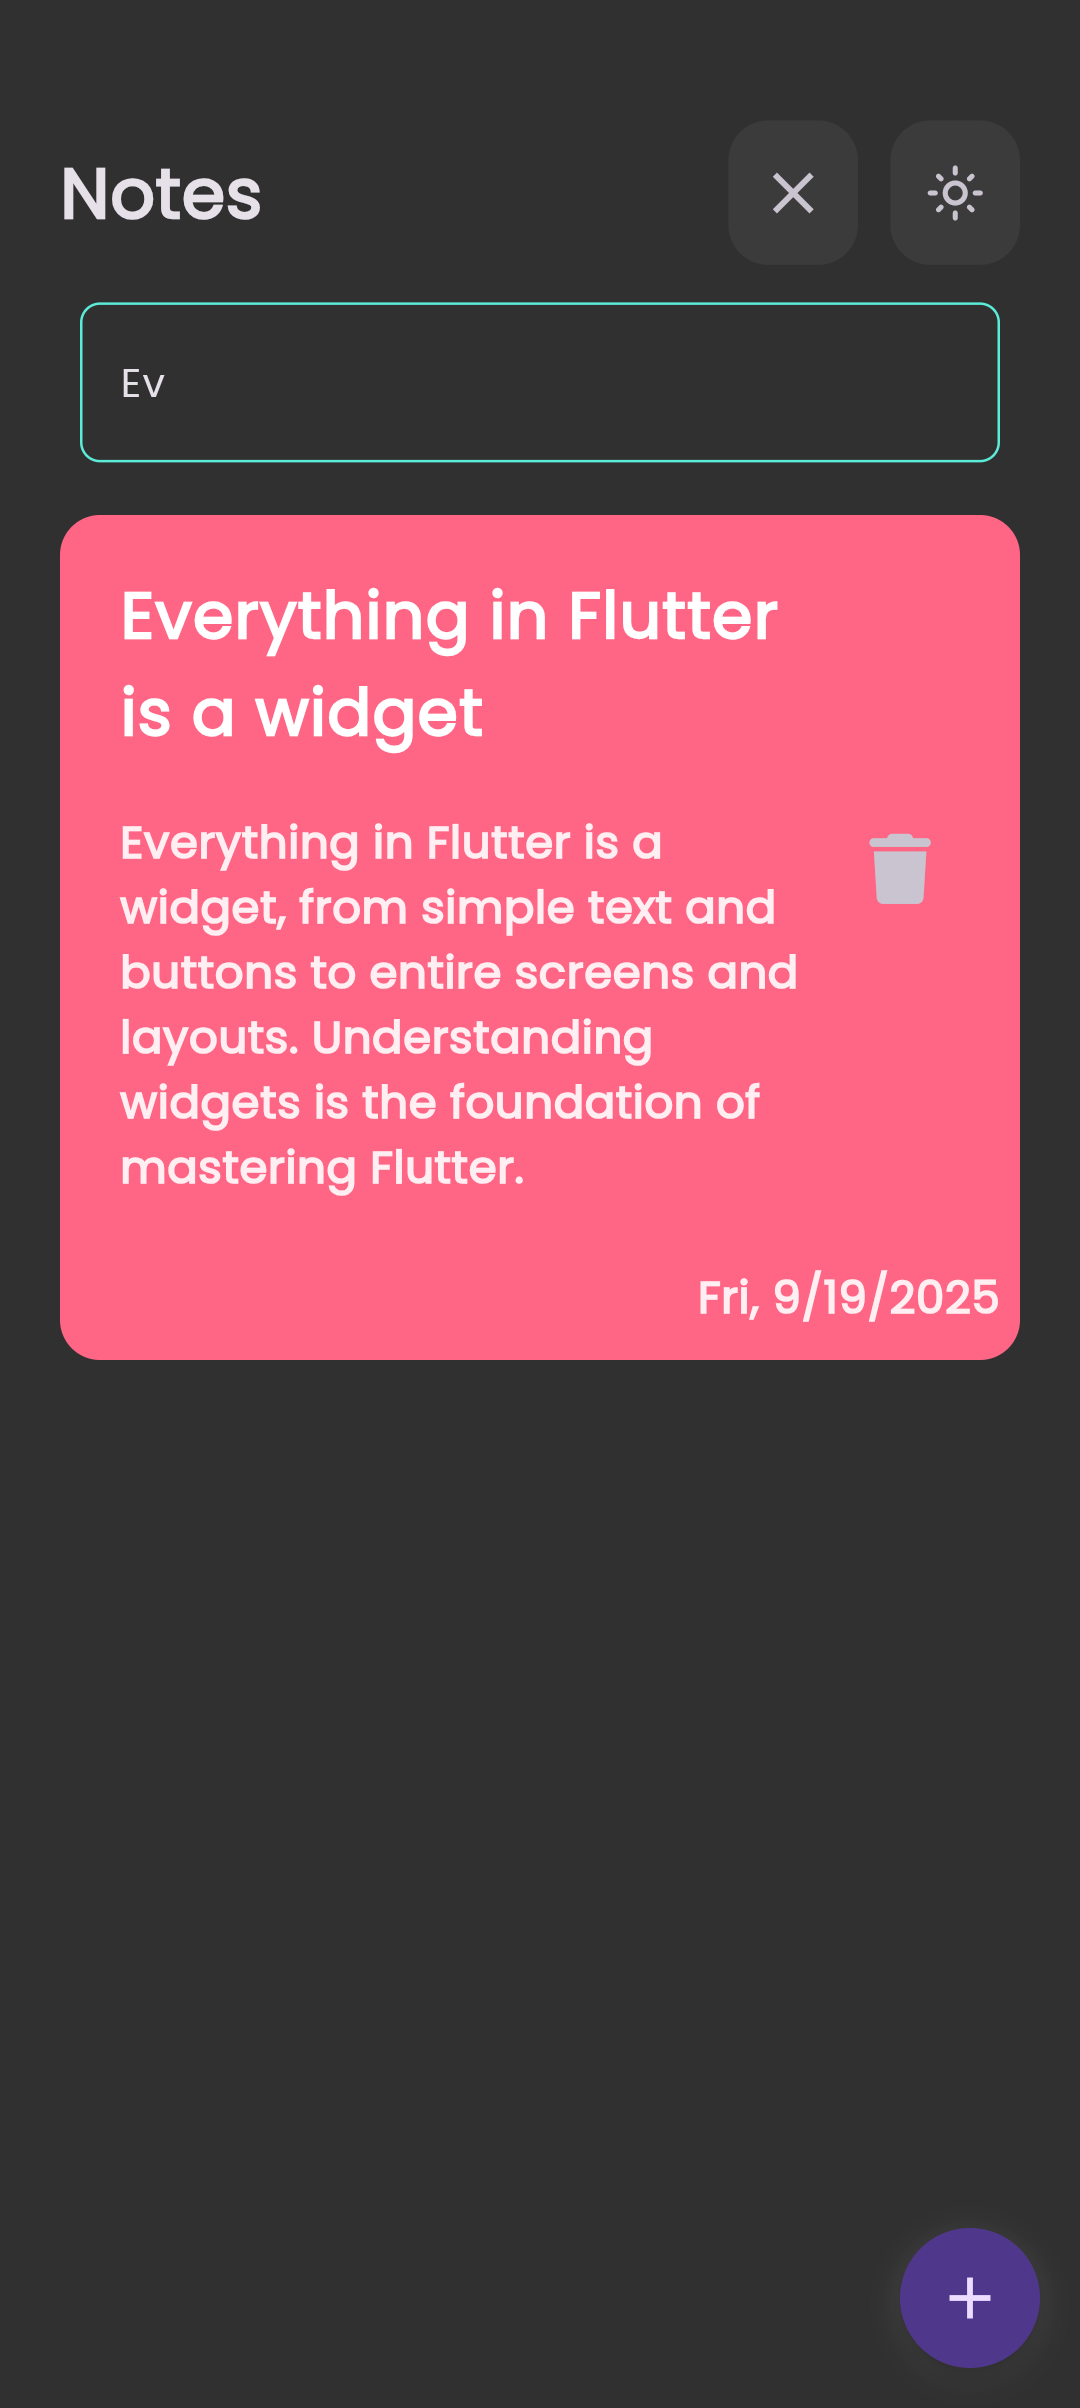 Notes
Ev
Everything in Flutter
is a widget
Everything in Flutter is a
widget, from simple text and
buttons to entire screens and
layouts. Understanding
widgets is the foundation of
mastering Flutter.
Fri, 9/19/2025